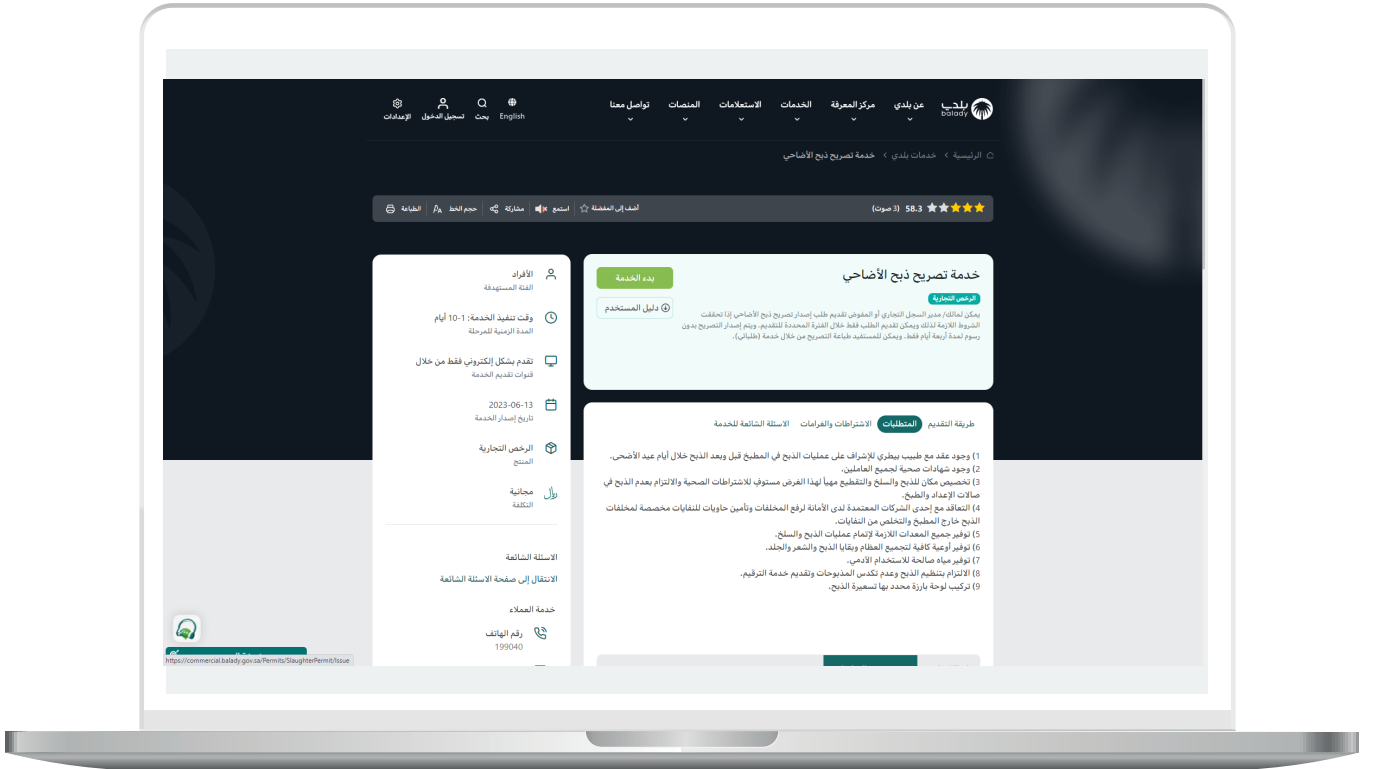 بلدي
balady
عن بلدي
مركز المعرفة
الخدمات
الاستعلامات
المنصات
تواصل معنا
English
بحث
تسجيل الدخول
الإعدادات
الرئيسية > خدمات بلدي > خدمة تصريح ذبح الأضاحي
58.3 (3 صوت)
أضف إلى المفضلة
استمع
مشاركة
حجم الخط
الطباعة
خدمة تصريح ذبح الأضاحي
الرخص التجارية
يمكن لمالك/ مدير السجل التجاري أو المفوض تقديم طلب إصدار تصريح ذبح الأضاحي إذا تحققت
الشروط اللازمة لذلك ويمكن تقديم الطلب فقط خلال الفترة المحددة للتقديم، ويتم إصدار التصريح بدون
رسوم لمدة أربعة أيام فقط. ويمكن للمستفيد طباعة التصريح من خلال خدمة (طلباتي).
بدء الخدمة
دليل المستخدم
طريقة التقديم
المتطلبات
الاشتراطات والغرامات
الاسئلة الشائعة للخدمة
1) وجود عقد مع طبيب بيطري للإشراف على عمليات الذبح في المطبخ قبل وبعد الذبح خلال أيام عيد الأضحى.
2) وجود شهادات صحية لجميع العاملين.
3) تخصيص مكان للذبح والسلخ والتقطيع مهيأ لهذا الغرض مستوفي للاشتراطات الصحية والالتزام بعدم الذبح في
صالات الإعداد والطبخ.
4) التعاقد مع إحدى الشركات المعتمدة لدى الأمانة لرفع المخلفات وتأمين حاويات للنفايات مخصصة لمخلفات
الذبح خارج المطبخ والتخلص من النفايات.
5) توفير جميع المعدات اللازمة لإتمام عمليات الذبح والسلخ.
6) توفير أوعية كافية لتجميع العظام وبقايا الذبح والشعر والجلد.
7) توفير مياه صالحة للاستخدام الآدمي.
8) الالتزام بتنظيم الذبح وعدم تكدس المذبوحات وتقديم خدمة الترقيم.
9) تركيب لوحة بارزة محدد بها تسعيرة الذبح.
الأفراد
الفئة المستهدفة
وقت تنفيذ الخدمة: 1-10 أيام
المدة الزمنية للمرحلة
تقدم بشكل إلكتروني فقط من خلال
قنوات تقديم الخدمة
2023-06-13
تاريخ إصدار الخدمة
الرخص التجارية
المنتج
مجانية
التكلفة
الاسئلة الشائعة
الانتقال إلى صفحة الاسئلة الشائعة
خدمة العملاء
رقم الهاتف
199040
https://commercial.balady.gov.sa/Permits/SlaughterPermit/Issue